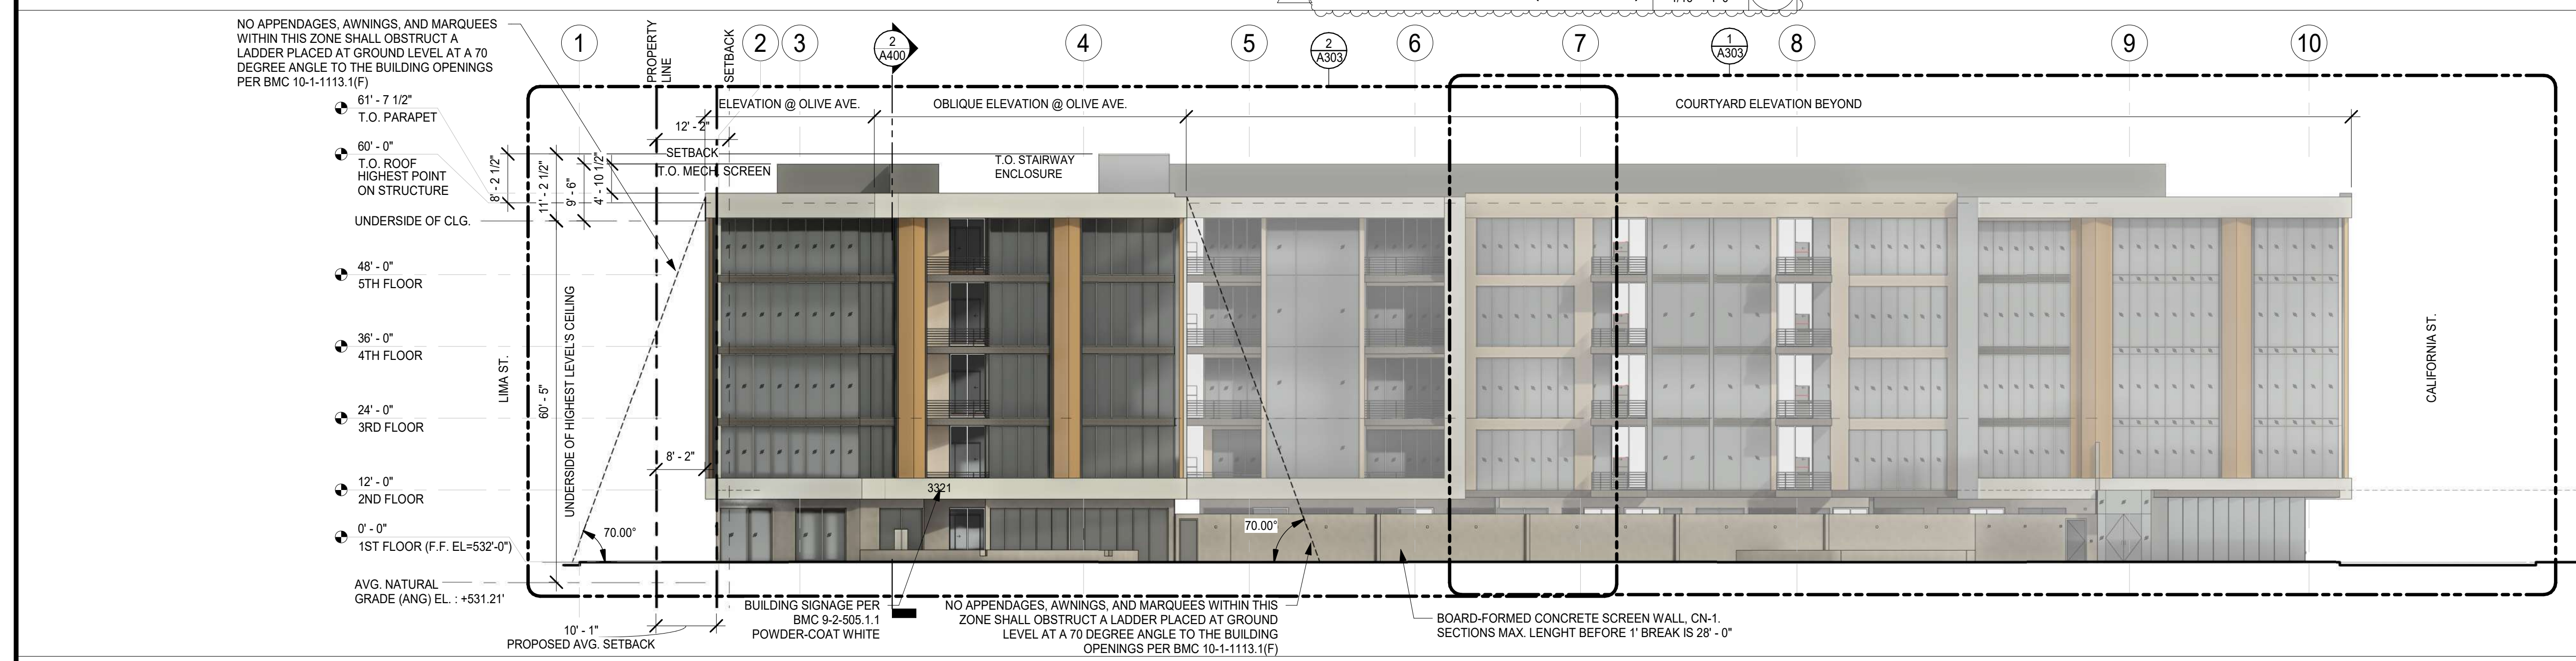 NO APPENDAGES, AWNINGS, AND MARQUEES
WITHIN THIS ZONE SHALL OBSTRUCT A
LADDER PLACED AT GROUND LEVEL AT A 70
DEGREE ANGLE TO THE BUILDING OPENINGS
PER BMC 10-1-1113.1(F)
1
PROPERTY
LINE
SETBACK
2
3
2
A400
4
5
2
A303
6
7
1
A303
8
9
10
61' - 7 1/2"
T.O. PARAPET
60' - 0"
T.O. ROOF
HIGHEST POINT
ON STRUCTURE
UNDERSIDE OF CLG.
48' - 0"
5TH FLOOR
36' - 0"
4TH FLOOR
24' - 0"
3RD FLOOR
12' - 0"
2ND FLOOR
0' - 0"
1ST FLOOR (F.F. EL=532'-0")
AVG. NATURAL
GRADE (ANG) EL. : +531.21'
8' - 2 1/2"
11' - 2 1/2"
9' - 6"
4' - 10 1/2"
LIMA ST.
60' - 5"
UNDERSIDE OF HIGHEST LEVEL'S CEILING
ELEVATION @ OLIVE AVE.
OBLIQUE ELEVATION @ OLIVE AVE.
COURTYARD ELEVATION BEYOND
12' - 2"
SETBACK
T.O. MECH. SCREEN
T.O. STAIRWAY
ENCLOSURE
8' - 2"
3321
70.00°
70.00°
CALIFORNIA ST.
10' - 1"
PROPOSED AVG. SETBACK
BUILDING SIGNAGE PER
BMC 9-2-505.1.1
POWDER-COAT WHITE
NO APPENDAGES, AWNINGS, AND MARQUEES WITHIN THIS
ZONE SHALL OBSTRUCT A LADDER PLACED AT GROUND
LEVEL AT A 70 DEGREE ANGLE TO THE BUILDING
OPENINGS PER BMC 10-1-1113.1(F)
BOARD-FORMED CONCRETE SCREEN WALL, CN-1.
SECTIONS MAX. LENGHT BEFORE 1' BREAK IS 28' - 0"